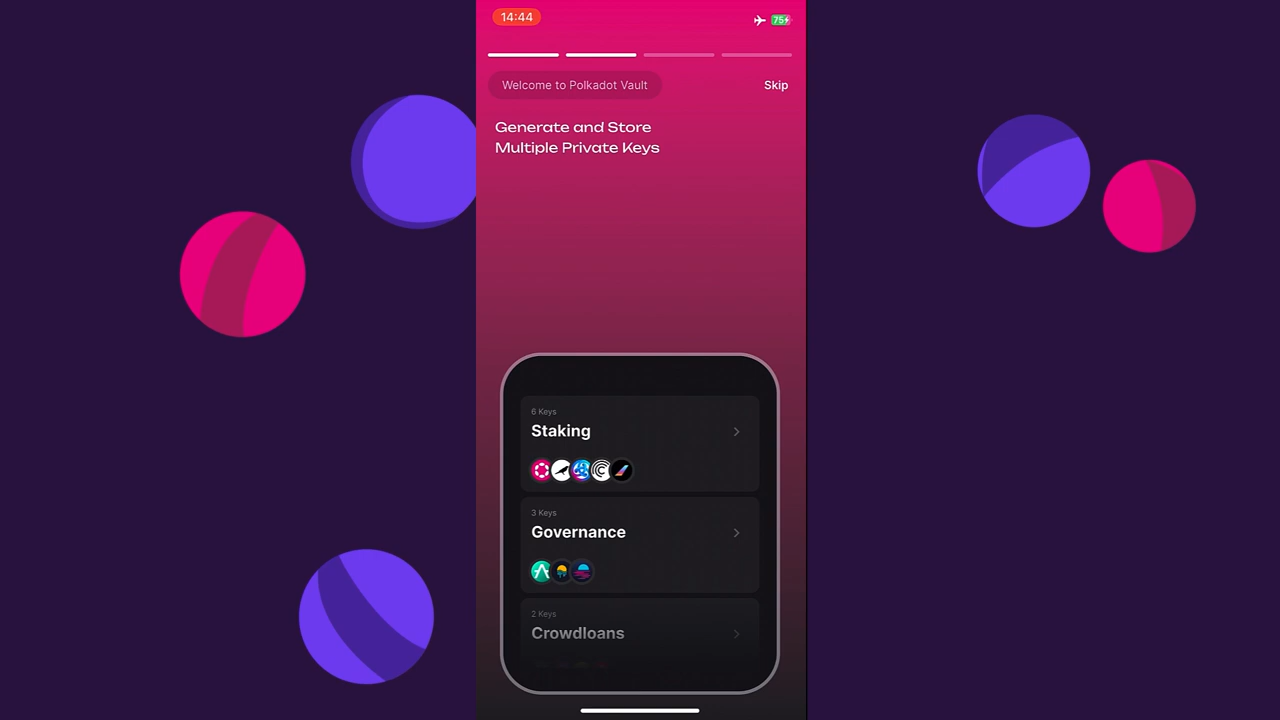 14:44
75
Welcome to Polkadot Vault
Skip
Generate and Store
Multiple Private Keys
6 Keys
Staking
3 Keys
Governance
2 Keys
Crowdloans